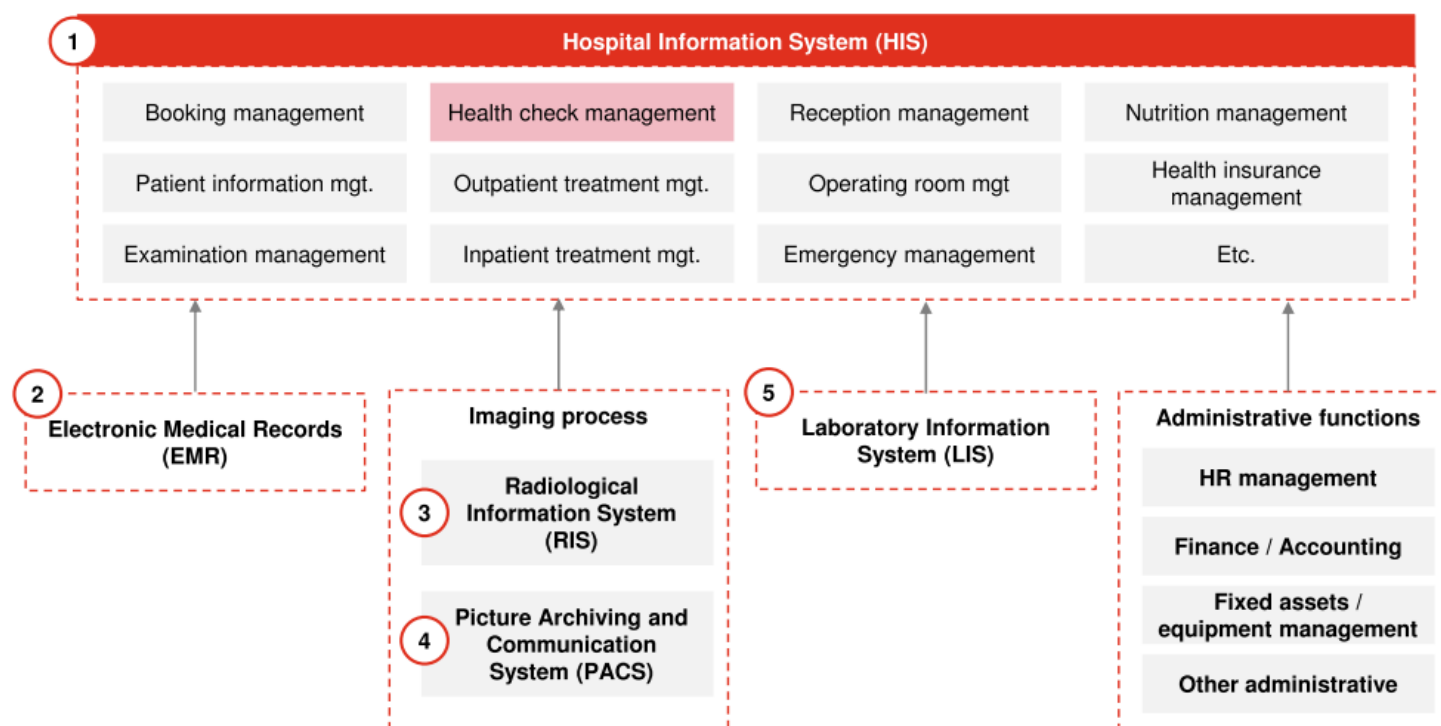 1
Hospital Information System (HIS)
Booking management
Health check management
Reception management
Nutrition management
Patient information mgt.
Outpatient treatment mgt.
Operating room mgt
Health insurance
management
Examination management
Inpatient treatment mgt.
Emergency management
Etc.
2
Electronic Medical Records
(EMR)
Imaging process
3
Radiological
Information System
(RIS)
4
Picture Archiving and
Communication
System (PACS)
5
Laboratory Information
System (LIS)
Administrative functions
HR management
Finance / Accounting
Fixed assets /
equipment management
Other administrative